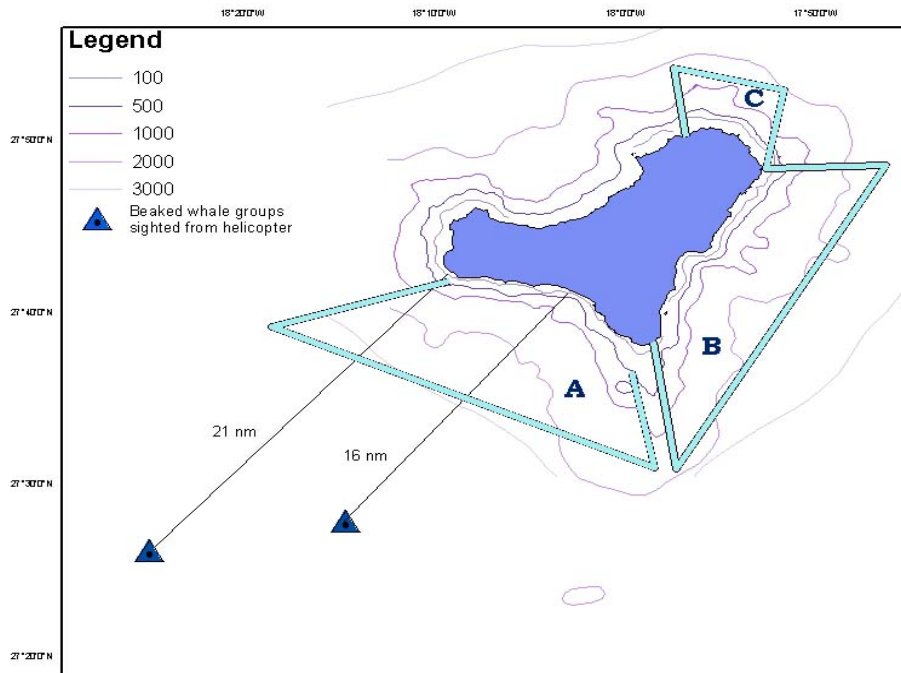 18°20'0"W
18°10'0"W
18°0'0"W
17°50'0"W
Legend
100
500
1000
2000
3000
Beaked whale groups
sighted from helicopter
C
27°50'0"N
27°40'0"N
B
A
21 nm
16 nm
27°30'0"N
27°20'0"N